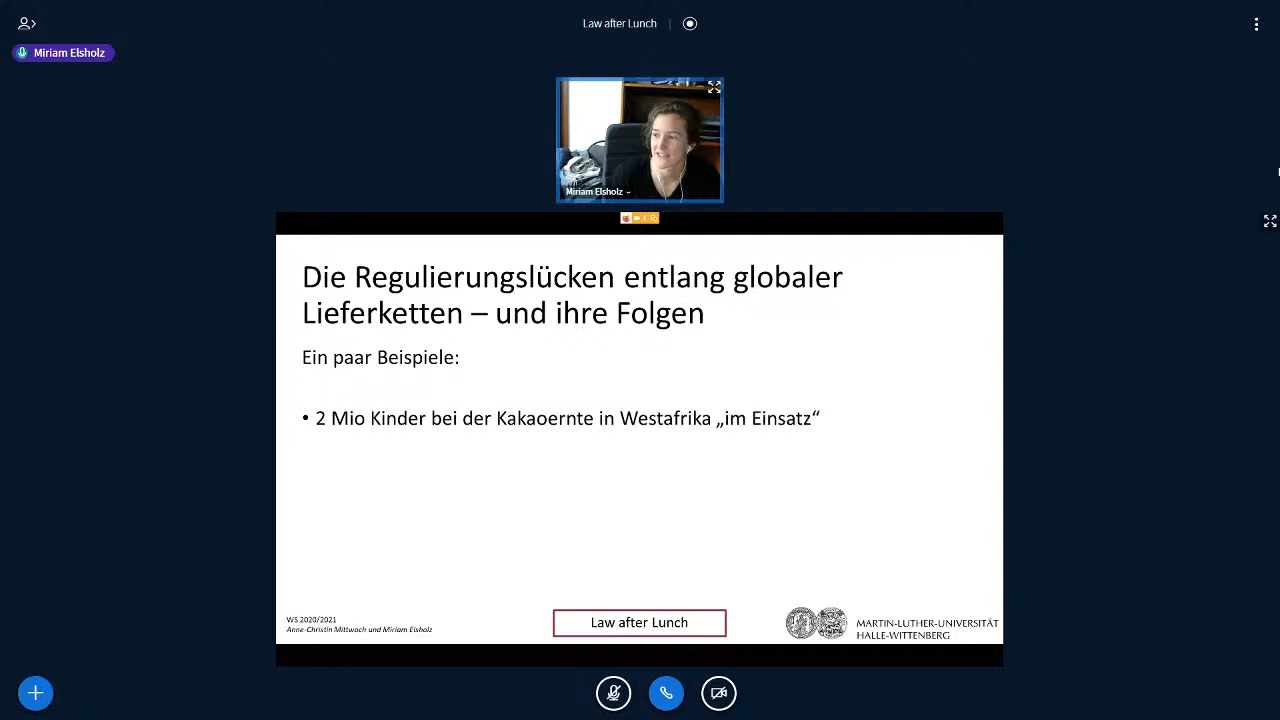 Law after Lunch
Miriam Elsholz
Miriam Elsholz
Die Regulierungslücken entlang globaler
Lieferketten – und ihre Folgen
Ein paar Beispiele:
• 2 Mio Kinder bei der Kakaoernte in Westafrika „im Einsatz“
WS 2020/2021
Anne-Christin Mittwoch und Miriam Elsholz
Law after Lunch
MARTIN-LUTHER-UNIVERSITÄT
HALLE-WITTENBERG